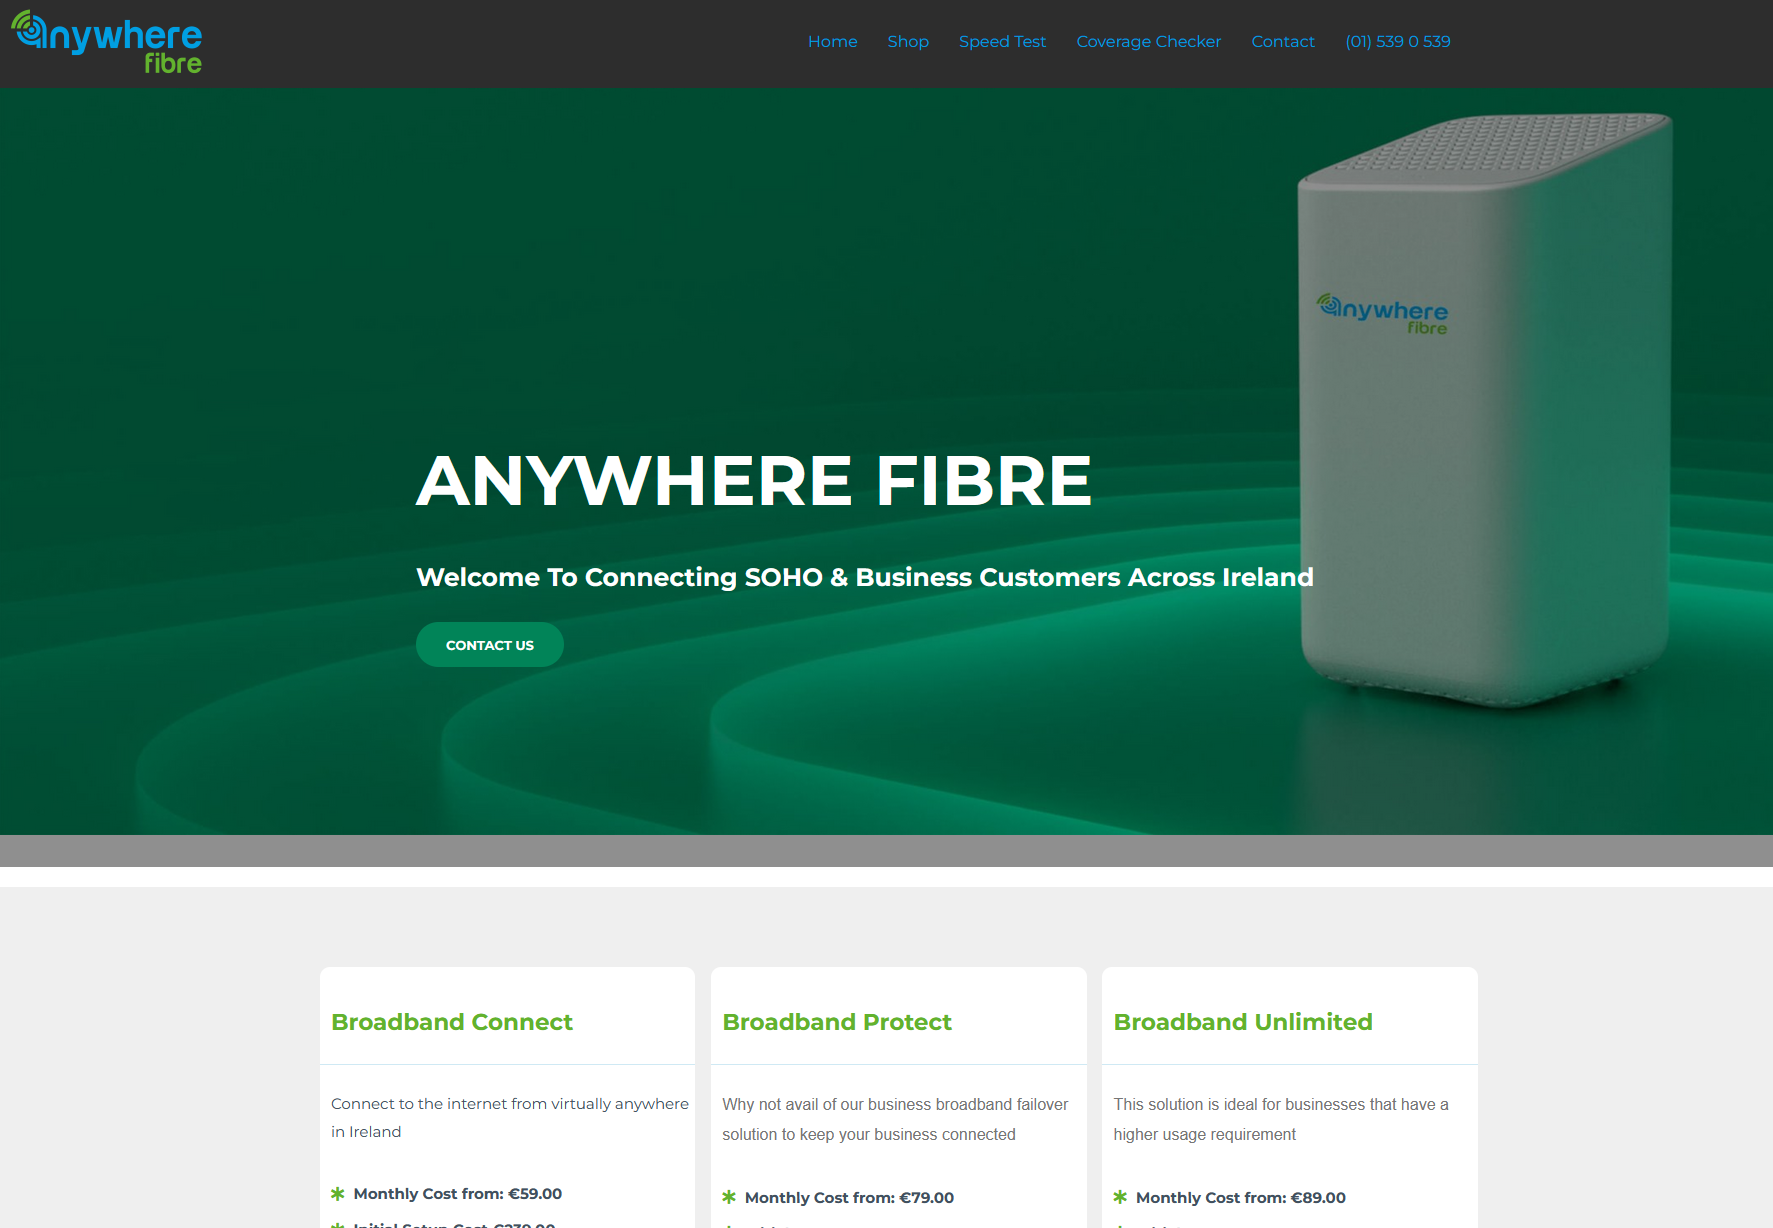 anywhere
fibre
Home Shop Speed Test Coverage Checker Contact (01) 539 0 539
anywhere
fibre
ANYWHERE FIBRE
Welcome To Connecting SOHO & Business Customers Across Ireland
CONTACT US
Broadband Connect
Connect to the internet from virtually anywhere
in Ireland
Monthly Cost from: €59.00
Broadband Protect
Why not avail of our business broadband failover
solution to keep your business connected
Monthly Cost from: €79.00
Broadband Unlimited
This solution is ideal for businesses that have a
higher usage requirement
Monthly Cost from: €89.00